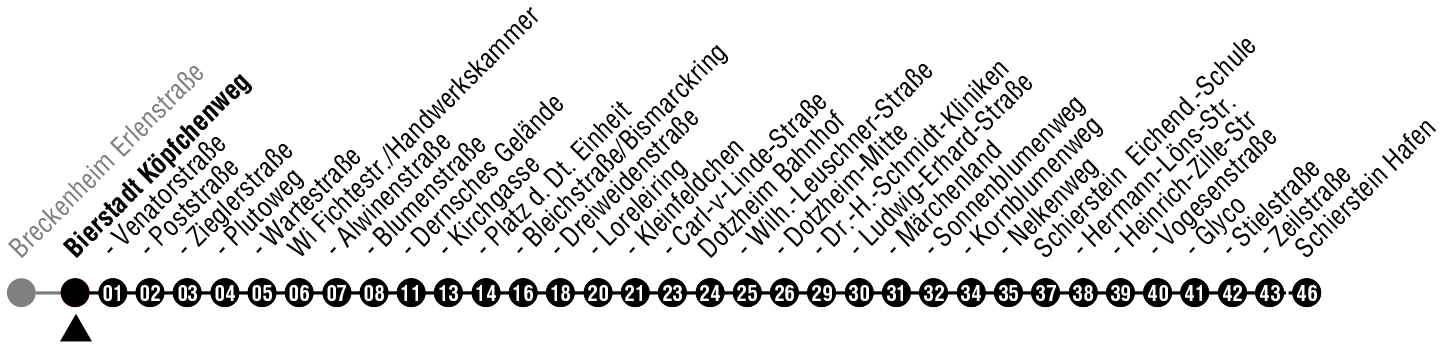 Breckenheim Erlenstraße
Bierstadt Köpfchenweg
- Venatorstraße
- Poststraße
- Zieglerstraße
- Plutoweg
- Wartestraße
Wi Fichtestr./Handwerkskammer
- Alwinenstraße
- Blumenstraße
- Dernsches Gelände
- Kirchgasse
- Platz d. Dt. Einheit
- Bleichstraße/Bismarckring
- Dreiweidenstraße
- Loreleiring
- Kleinfeldchen
- Carl-v-Linde-Straße
Dotzheim Bahnhof
- Wilh.-Leuschner-Straße
- Dotzheim-Mitte
- Dr.-H.-Schmidt-Kliniken
- Ludwig-Erhard-Straße
- Märchenland
- Sonnenblumenweg
- Kornblumenweg
- Nelkenweg
Schierstein Eichend.-Schule
- Hermann-Löns-Str.
- Heinrich-Zille-Str
- Vogesenstraße
- Glyco
- Stielstraße
- Zeilstraße
Schierstein Hafen
01 02 03 04 05 06 07 08 11 13 14 16 18 20 21 23 24 25 26 29 30 31 32 34 35 37 38 39 40 41 42 43 46